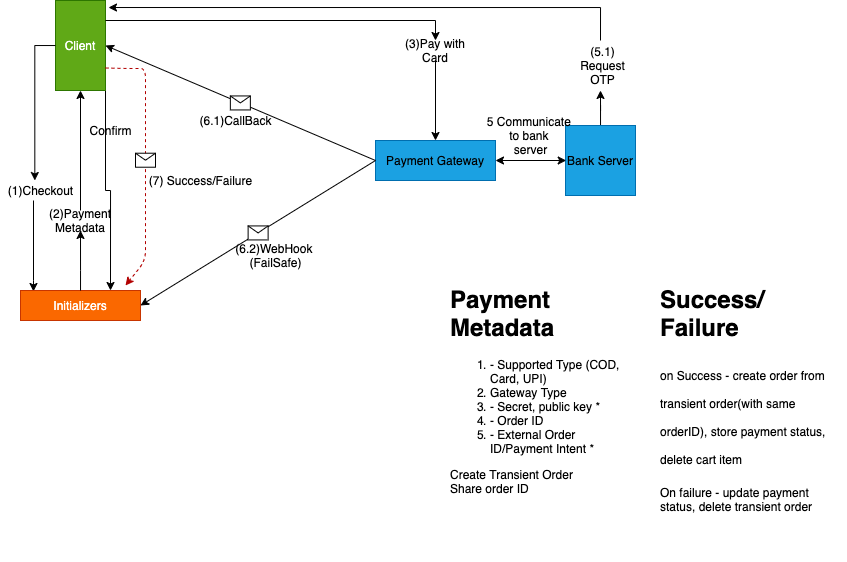 Client
(3)Pay with
Card
(5.1)
Request
OTP
(6.1)CallBack
5 Communicate
to bank
server
Confirm
Payment Gateway
Bank Server
(7) Success/Failure
(1)Checkout
(2)Payment
Metadata
(6.2)WebHook
(FailSafe)
Initializers
Payment
Metadata
1. - Supported Type (COD,
Card, UPI)
2. Gateway Type
3. - Secret, public key *
4. - Order ID
5. - External Order
ID/Payment Intent *
Create Transient Order
Share order ID
Success/
Failure
on Success - create order from
transient order(with same
orderID), store payment status,
delete cart item
On failure - update payment
status, delete transient order